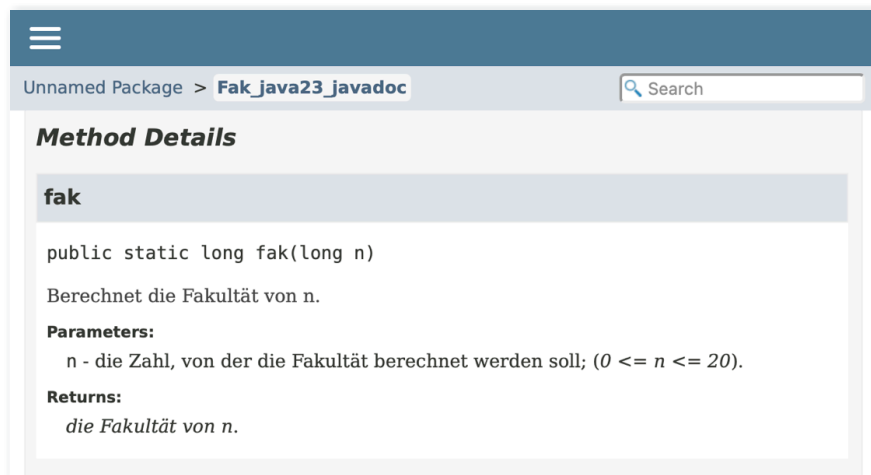 Unnamed Package > Fak_java23_javadoc
Search
Method Details
fak
public static long fak(long n)
Berechnet die Fakultät von n.
Parameters:
n - die Zahl, von der die Fakultät berechnet werden soll; (0 <= n <= 20).
Returns:
die Fakultät von n.